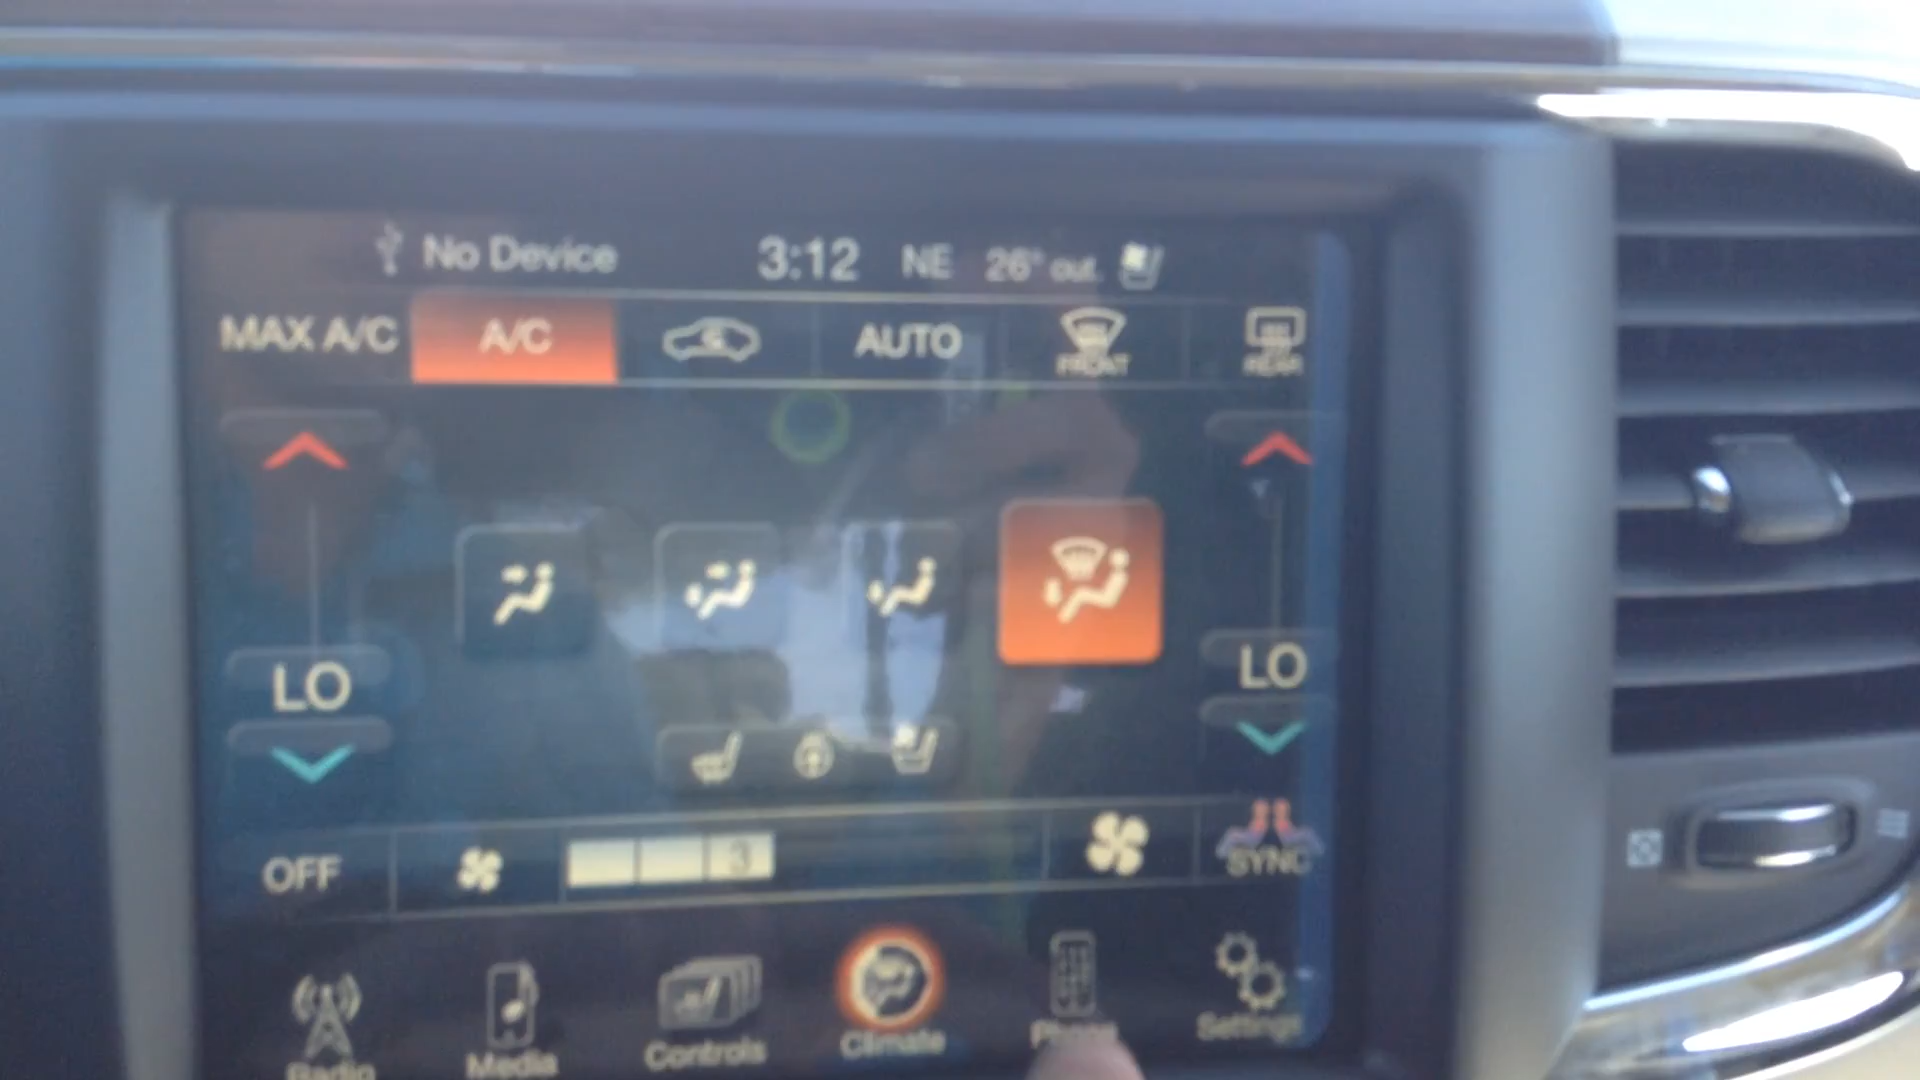 No Device 3:12 NE 26° out.
MAX A/C A/C AUTO FRONT REAR
LO LO
OFF 3 SYNC
Radio Media Controls Climate Phone Settings